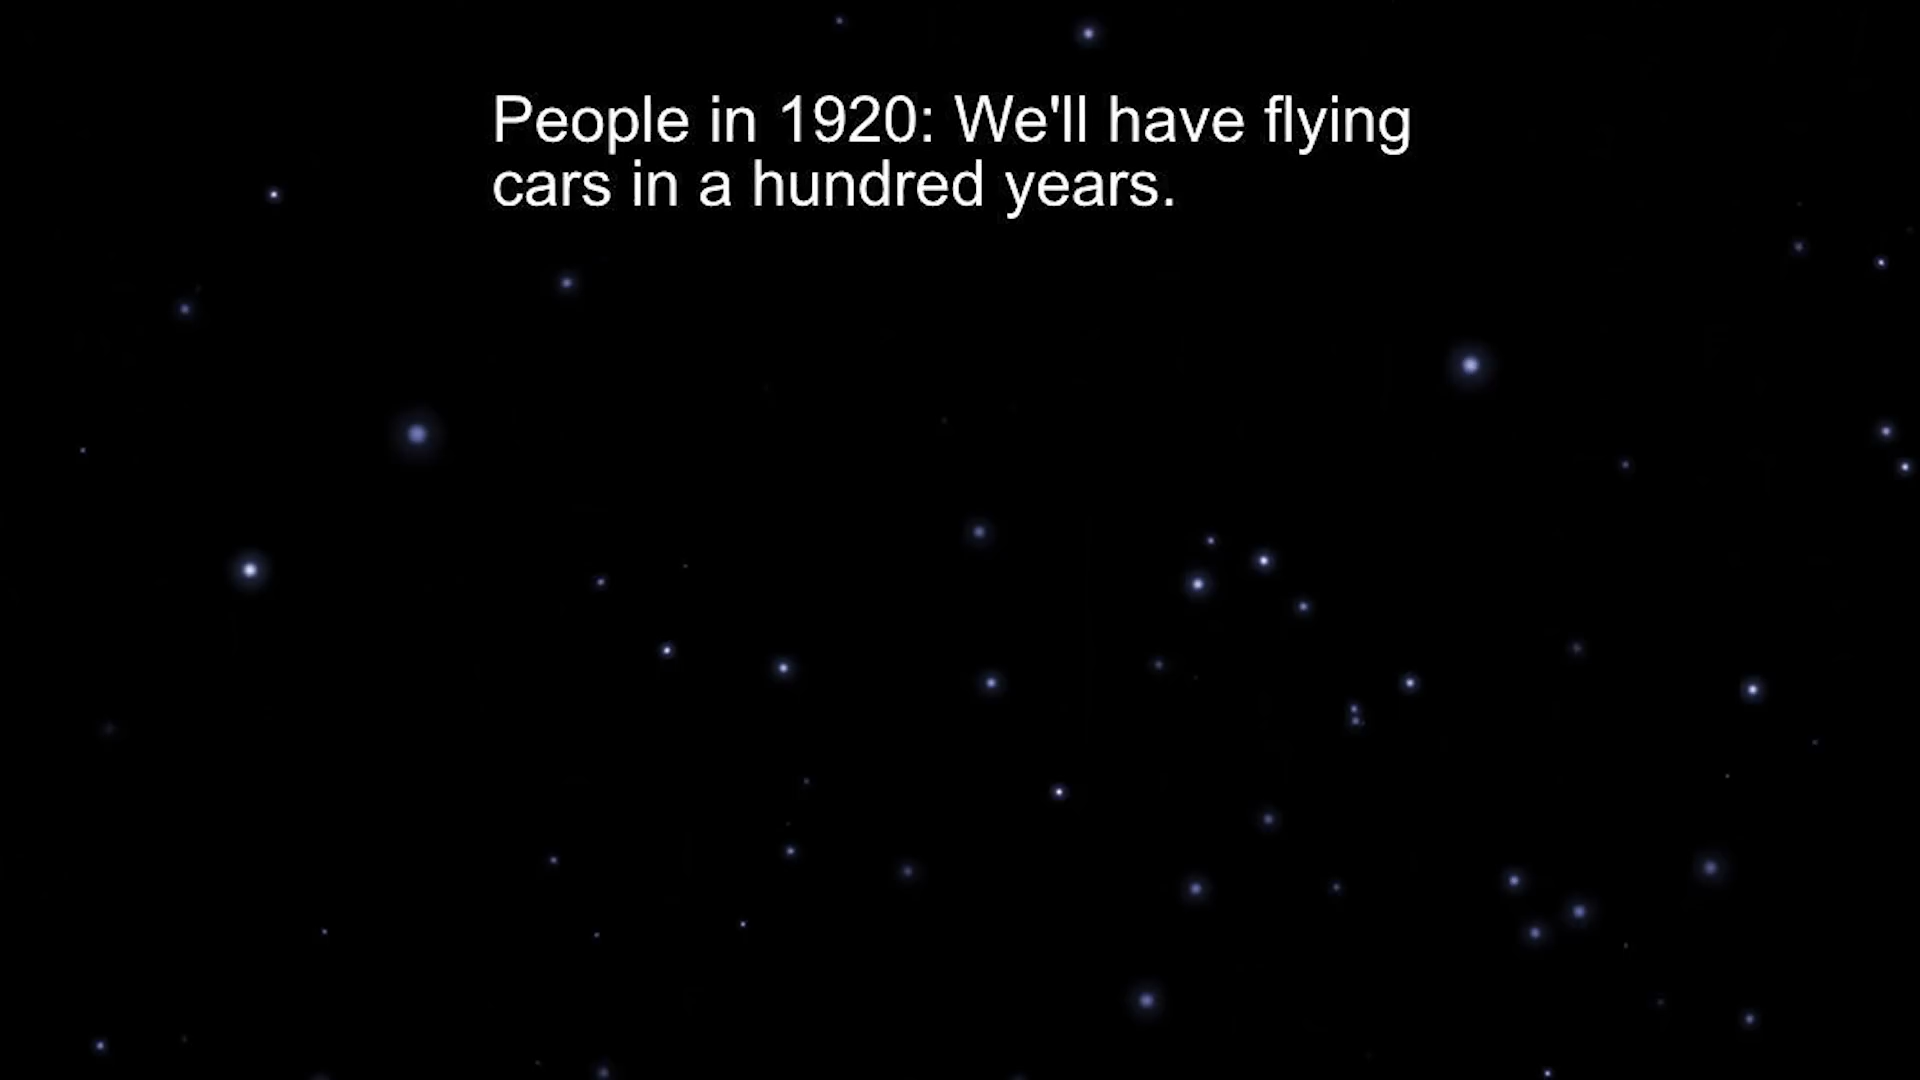 People in 1920: We'll have flying
cars in a hundred years.